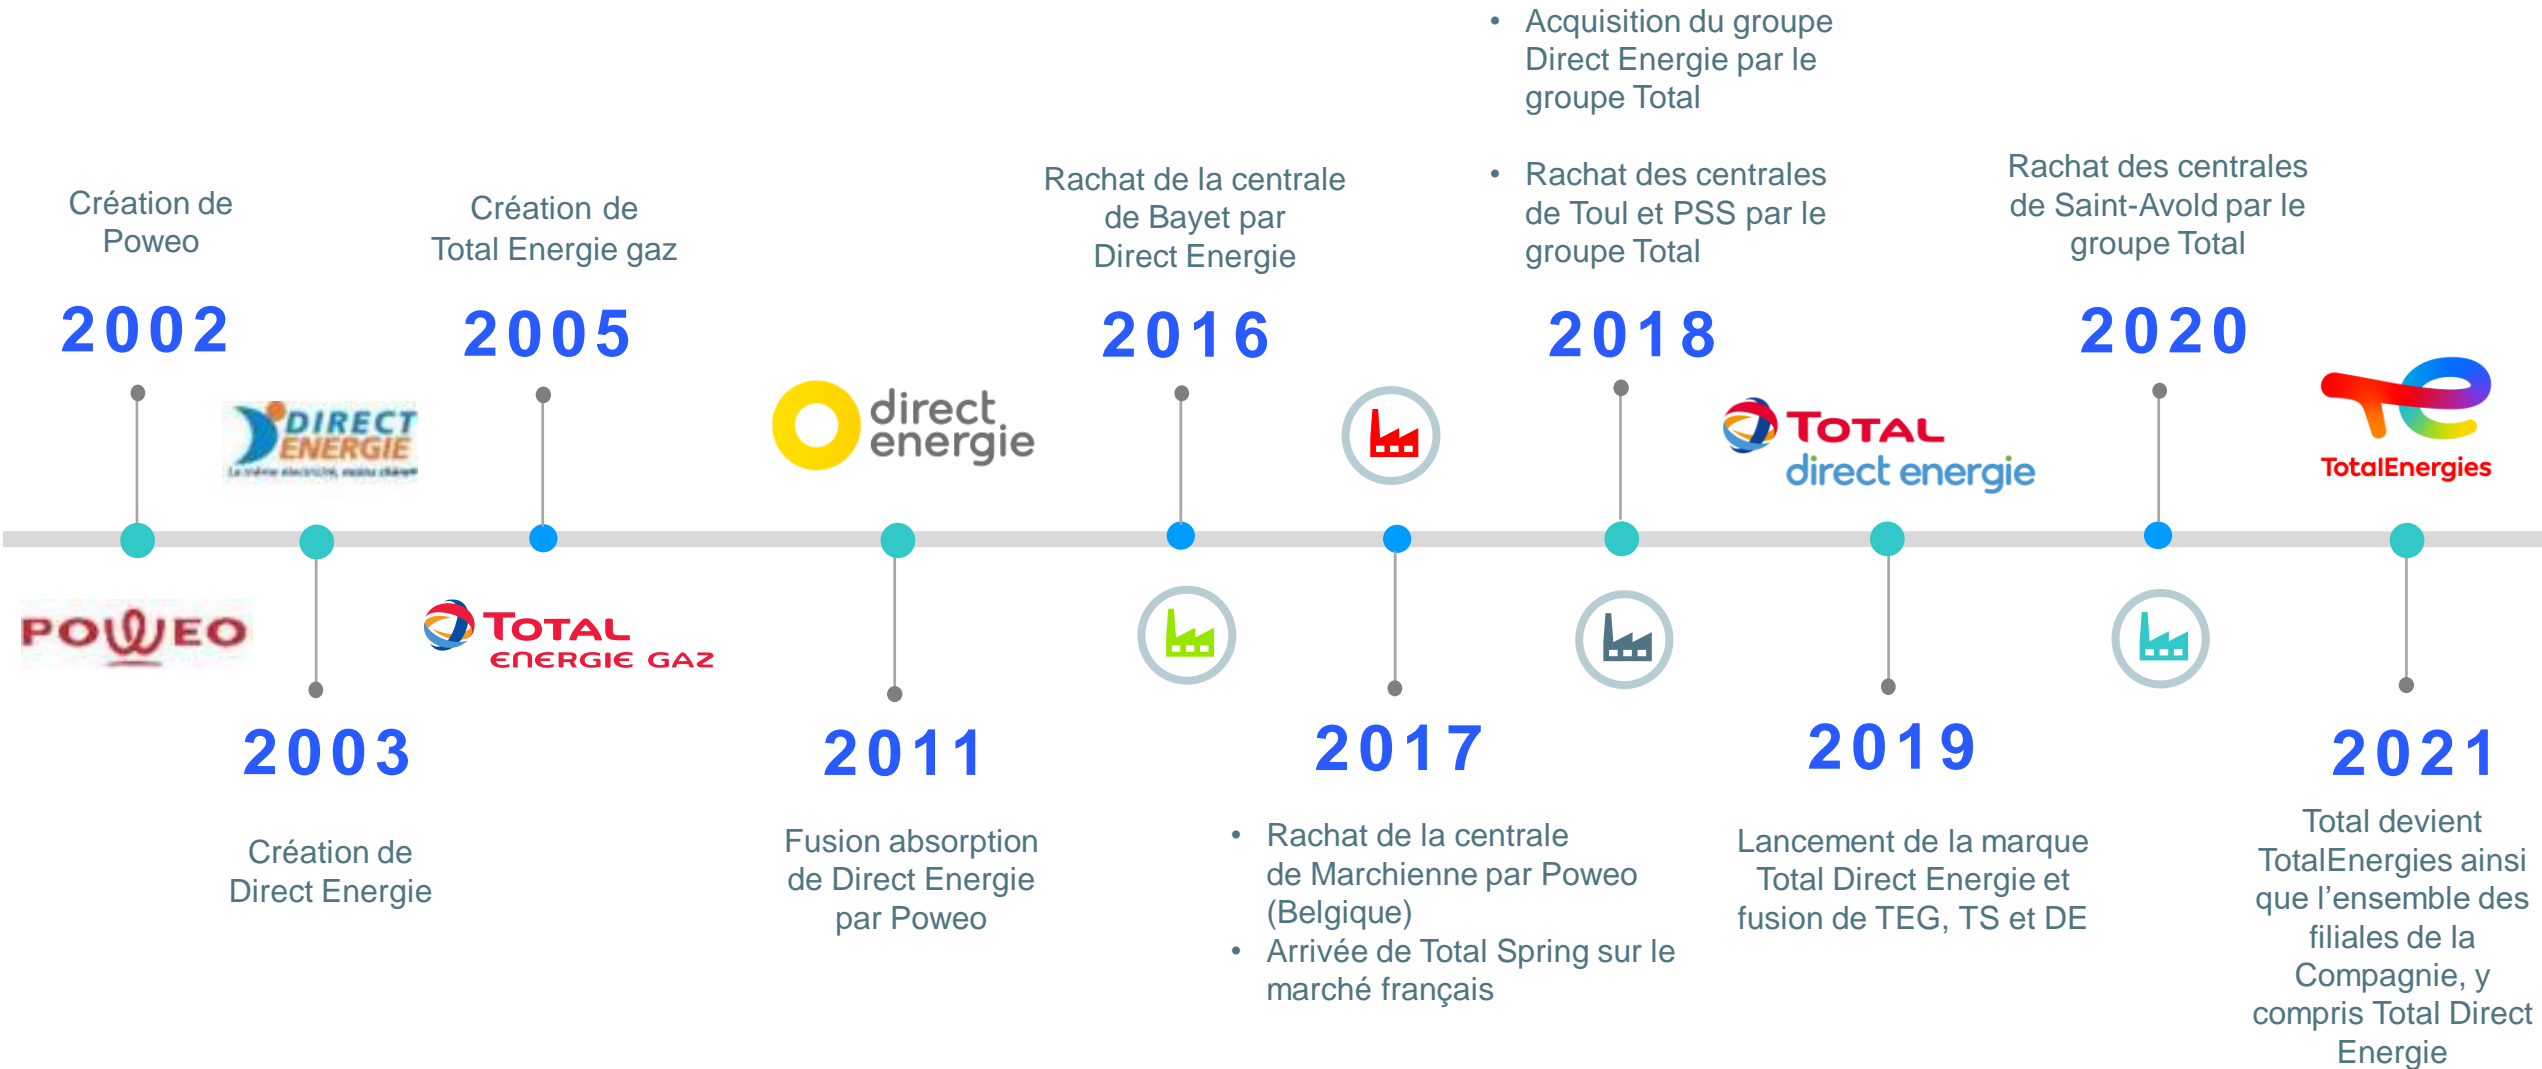 Création de
Poweo
2002
POWEO
DIRECT
ENERGIE
La même électricité, moins chère
2003
Création de
Direct Energie
Création de
Total Energie gaz
2005
TOTAL
ENERGIE GAZ
direct
energie
2011
Fusion absorption
de Direct Energie
par Poweo
Rachat de la centrale
de Bayet par
Direct Energie
2016
2017
• Rachat de la centrale
de Marchienne par Poweo
(Belgique)
• Arrivée de Total Spring sur le
marché français
• Acquisition du groupe
Direct Energie par le
groupe Total
• Rachat des centrales
de Toul et PSS par le
groupe Total
2018
TOTAL
direct energie
2019
Lancement de la marque
Total Direct Energie et
fusion de TEG, TS et DE
Rachat des centrales
de Saint-Avold par le
groupe Total
2020
TotalEnergies
2021
Total devient
TotalEnergies ainsi
que l’ensemble des
filiales de la
Compagnie, y
compris Total Direct
Energie